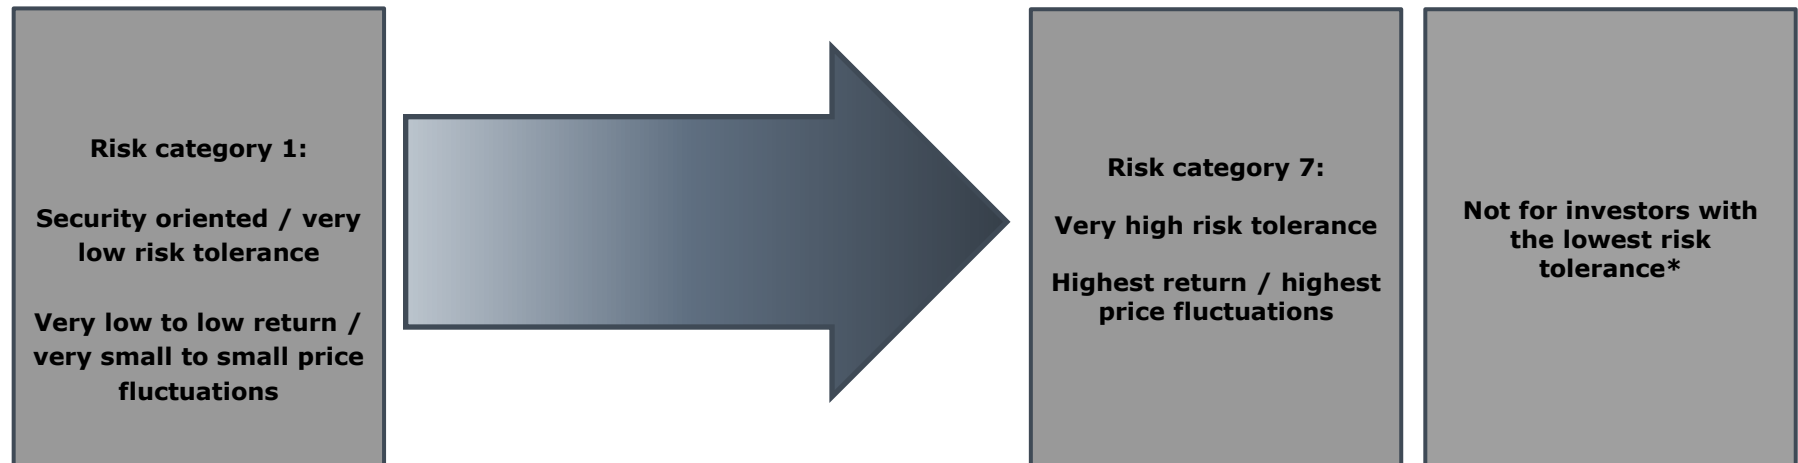 Risk category 1:
Security oriented / very
low risk tolerance
Very low to low return /
very small to small price
fluctuations
Risk category 7:
Very high risk tolerance
Highest return / highest
price fluctuations
Not for investors with
the lowest risk
tolerance*